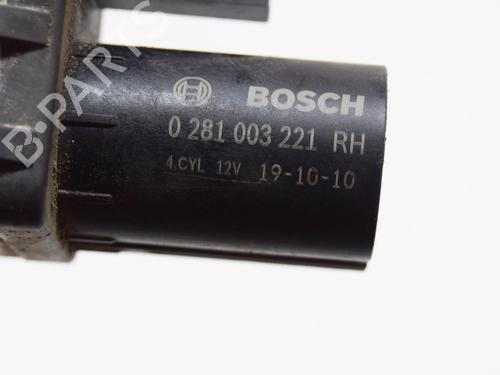 B-PARTS
BOSCH
0 281 003 221 RH
4.CYL 12V 19-10-10